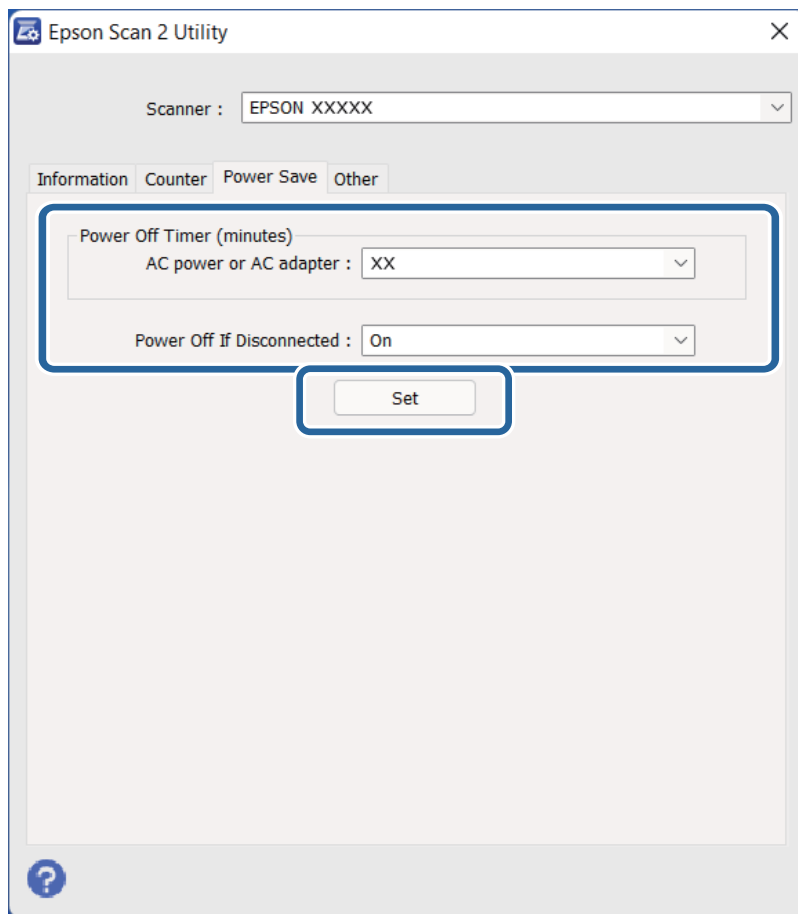 Epson Scan 2 Utility
Scanner : EPSON XXXXX
Information Counter Power Save Other
Power Off Timer (minutes)
AC power or AC adapter : XX
Power Off If Disconnected : On
Set
?